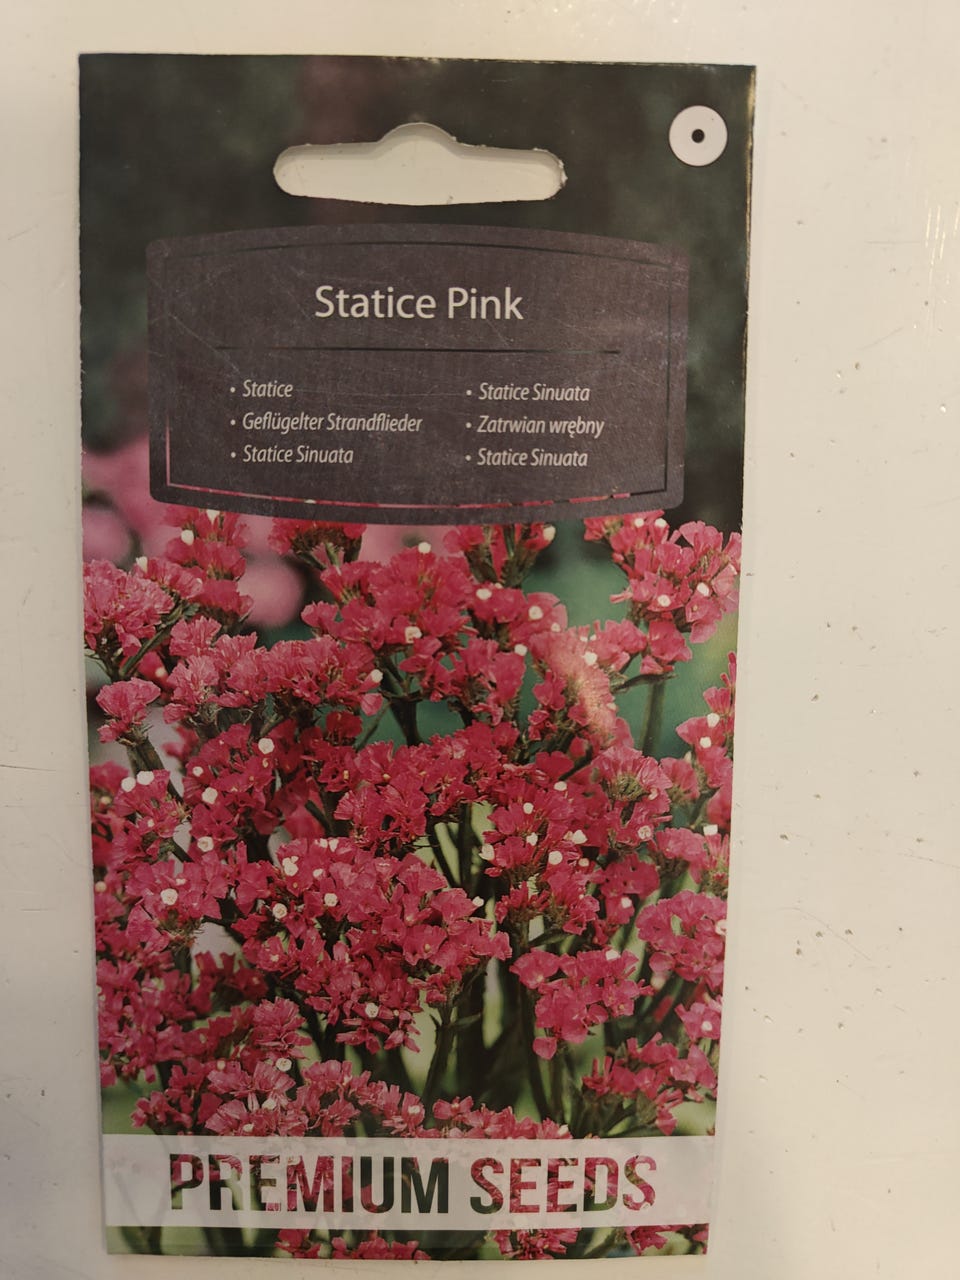 Statice Pink
• Statice
• Geflügelter Strandflieder
• Statice Sinuata
• Statice Sinuata
• Zatrwian wrębny
• Statice Sinuata
PREMIUM SEEDS